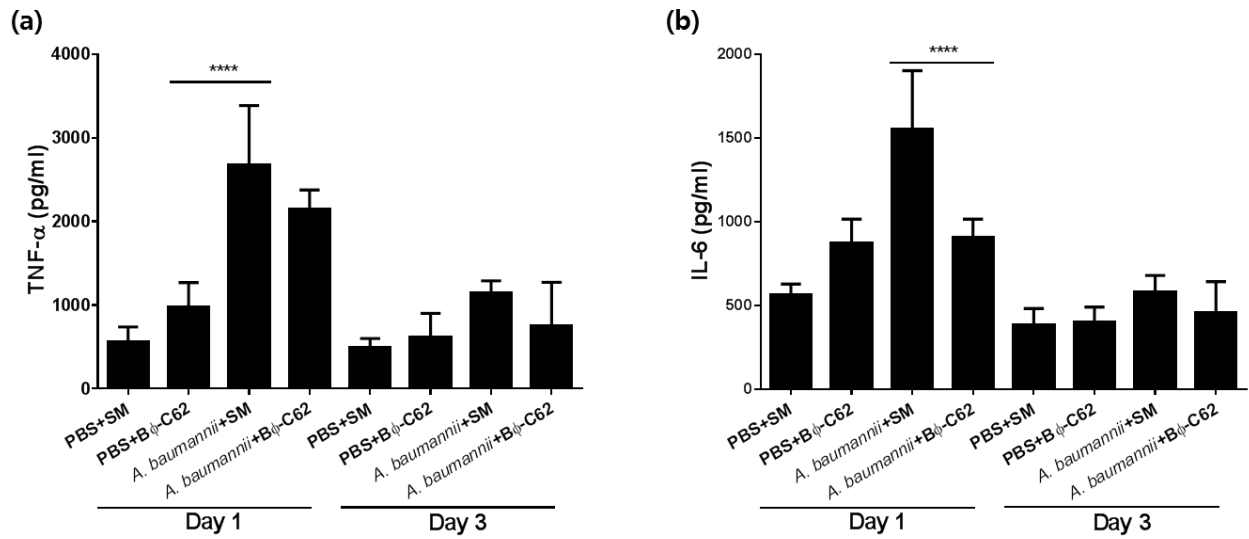 (a)
TNF-α (pg/ml)
4000
3000
2000
1000
0
****
PBS+SM
PBS+Bϕ-C62
A. baumannii+SM
A. baumannii+Bϕ-C62
PBS+SM
PBS+Bϕ-C62
A. baumannii+SM
A. baumannii+Bϕ-C62
Day 1
Day 3
(b)
IL-6 (pg/ml)
2000
1500
1000
500
0
****
PBS+SM
PBS+Bϕ-C62
A. baumannii+SM
A. baumannii+Bϕ-C62
PBS+SM
PBS+Bϕ-C62
A. baumannii+SM
A. baumannii+Bϕ-C62
Day 1
Day 3